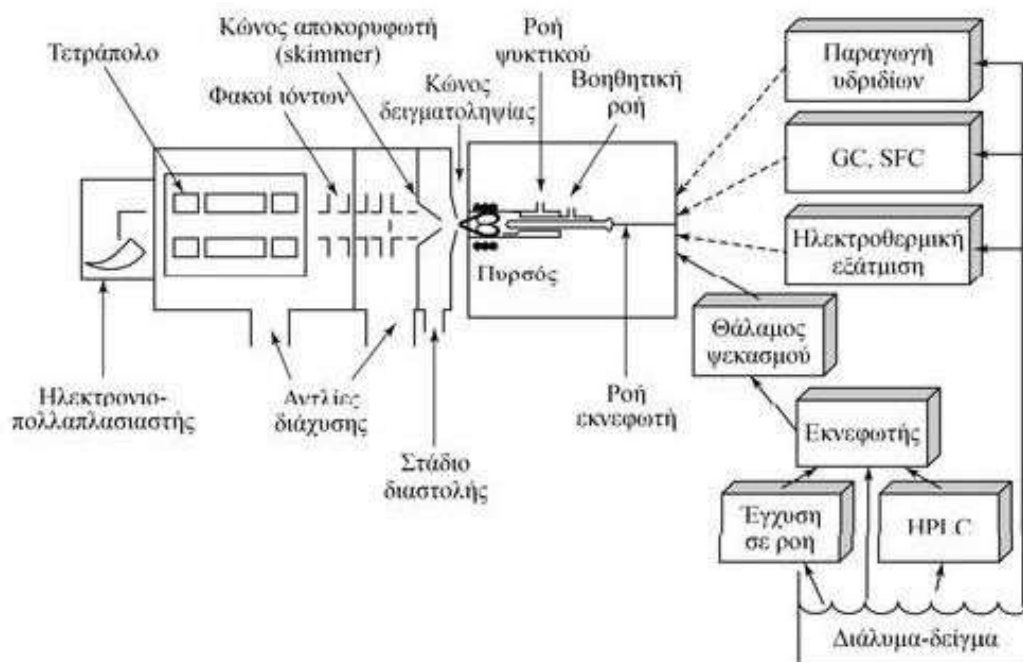 Τετράπολο
Κώνος αποκορυφωτή
(skimmer)
Φακοί ιόντων
Κώνος
δειγματοληψίας
Ροή
ψυκτικού
Βοηθητική
ροή
Παραγωγή
υδριδίων
GC, SFC
Ηλεκτροθερμική
εξάτμιση
Πυρσός
Θάλαμος
ψεκασμού
Ηλεκτρονιο-
πολλαπλασιαστής
Αντλίες
διάχυσης
Στάδιο
διαστολής
Ροή
εκνεφωτή
Εκνεφωτής
Έγχυση
σε ροη
HPLC
Διάλυμα-δείγμα